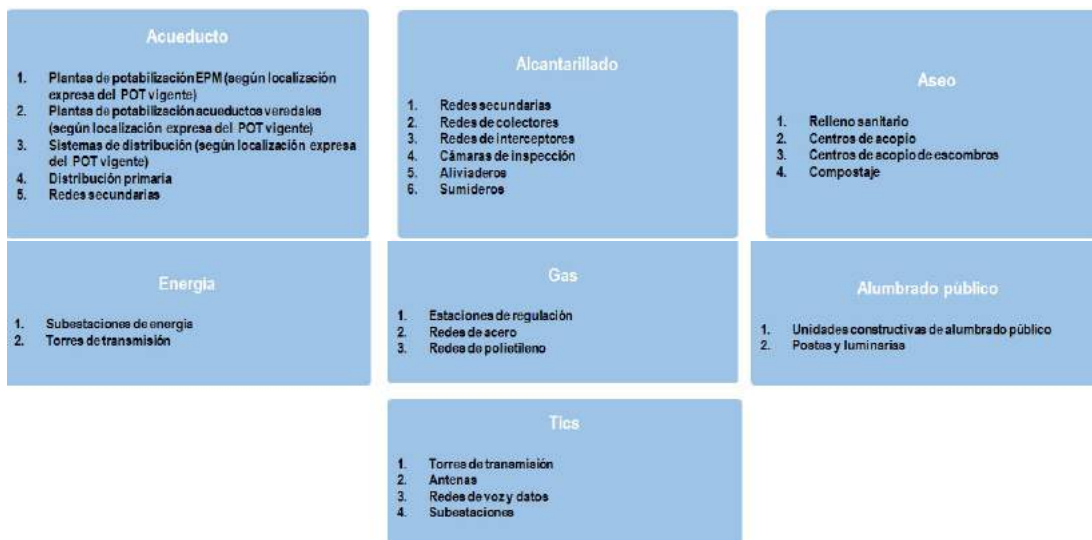 Acueducto
1. Plantas de potabilización EPM (según localización
expresa del POT vigente)
2. Plantas de potabilización acueductos veredales
(según localización expresa del POT vigente)
3. Sistemas de distribución (según localización expresa
del POT vigente)
4. Distribución primaria
5. Redes secundarias
Alcantarillado
1. Redes secundarias
2. Redes de colectores
3. Redes de interceptores
4. Cámaras de inspección
5. Aliviaderos
6. Sumideros
Aseo
1. Relleno sanitario
2. Centros de acopio
3. Centros de acopio de escombros
4. Compostaje
Energia
1. Subestaciones de energia
2. Torres de transmisión
Gas
1. Estaciones de regulación
2. Redes de acero
3. Redes de polietileno
Alumbrado público
1. Unidades constructivas de alumbrado público
2. Postes y luminarias
Tics
1. Torres de transmisión
2. Antenas
3. Redes de voz y datos
4. Subestaciones